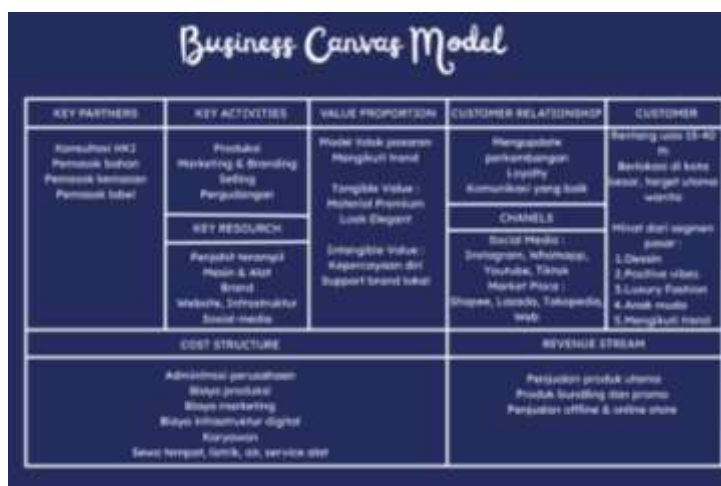 Business Canvas Model
KEY PARTNERS
Konsultasi HKI
Pemasok bahan
Pemasok kemasan
Pemasok label
KEY ACTIVITIES
Produksi
Marketing & Branding
Selling
Pergudangan
KEY RESOURCH
Penjahit terampil
Mesin & Alat
Brand
Website, Infrastruktur
Sosial media
VALUE PROPORTION
Model tidak pasaran
Mengikuti trend
Tangible Value :
Material Premium
Look Elegant
Intangible Value :
Kepercayaan diri
Support brand lokal
CUSTOMER RELATIONSHIP
Mengupdate
perkembangan
Loyalty
Komunikasi yang baik
CHANELS
Social Media :
Instagram, Whatsapp,
Youtube, Tiktok
Market Place :
Shopee, Lazada, Tokopedia,
Web
CUSTOMER
Rentang usia 15-40
Berlokasi di kota
besar, target utama
wanita
Minat dari segmen
pasar :
1.Desain
2.Positive vibes
3.Luxury Fashion
4.Anak muda
5.Mengikuti trend
COST STRUCTURE
perusahaan
Biaya produksi
Biaya marketing
Biaya infrastruktur digital
Karyawan
Sewa tempat, listrik, air, service alat
REVENUE STREAM
Penjualan produk utama
Produk bundling dan promo
Penjualan offline & online store